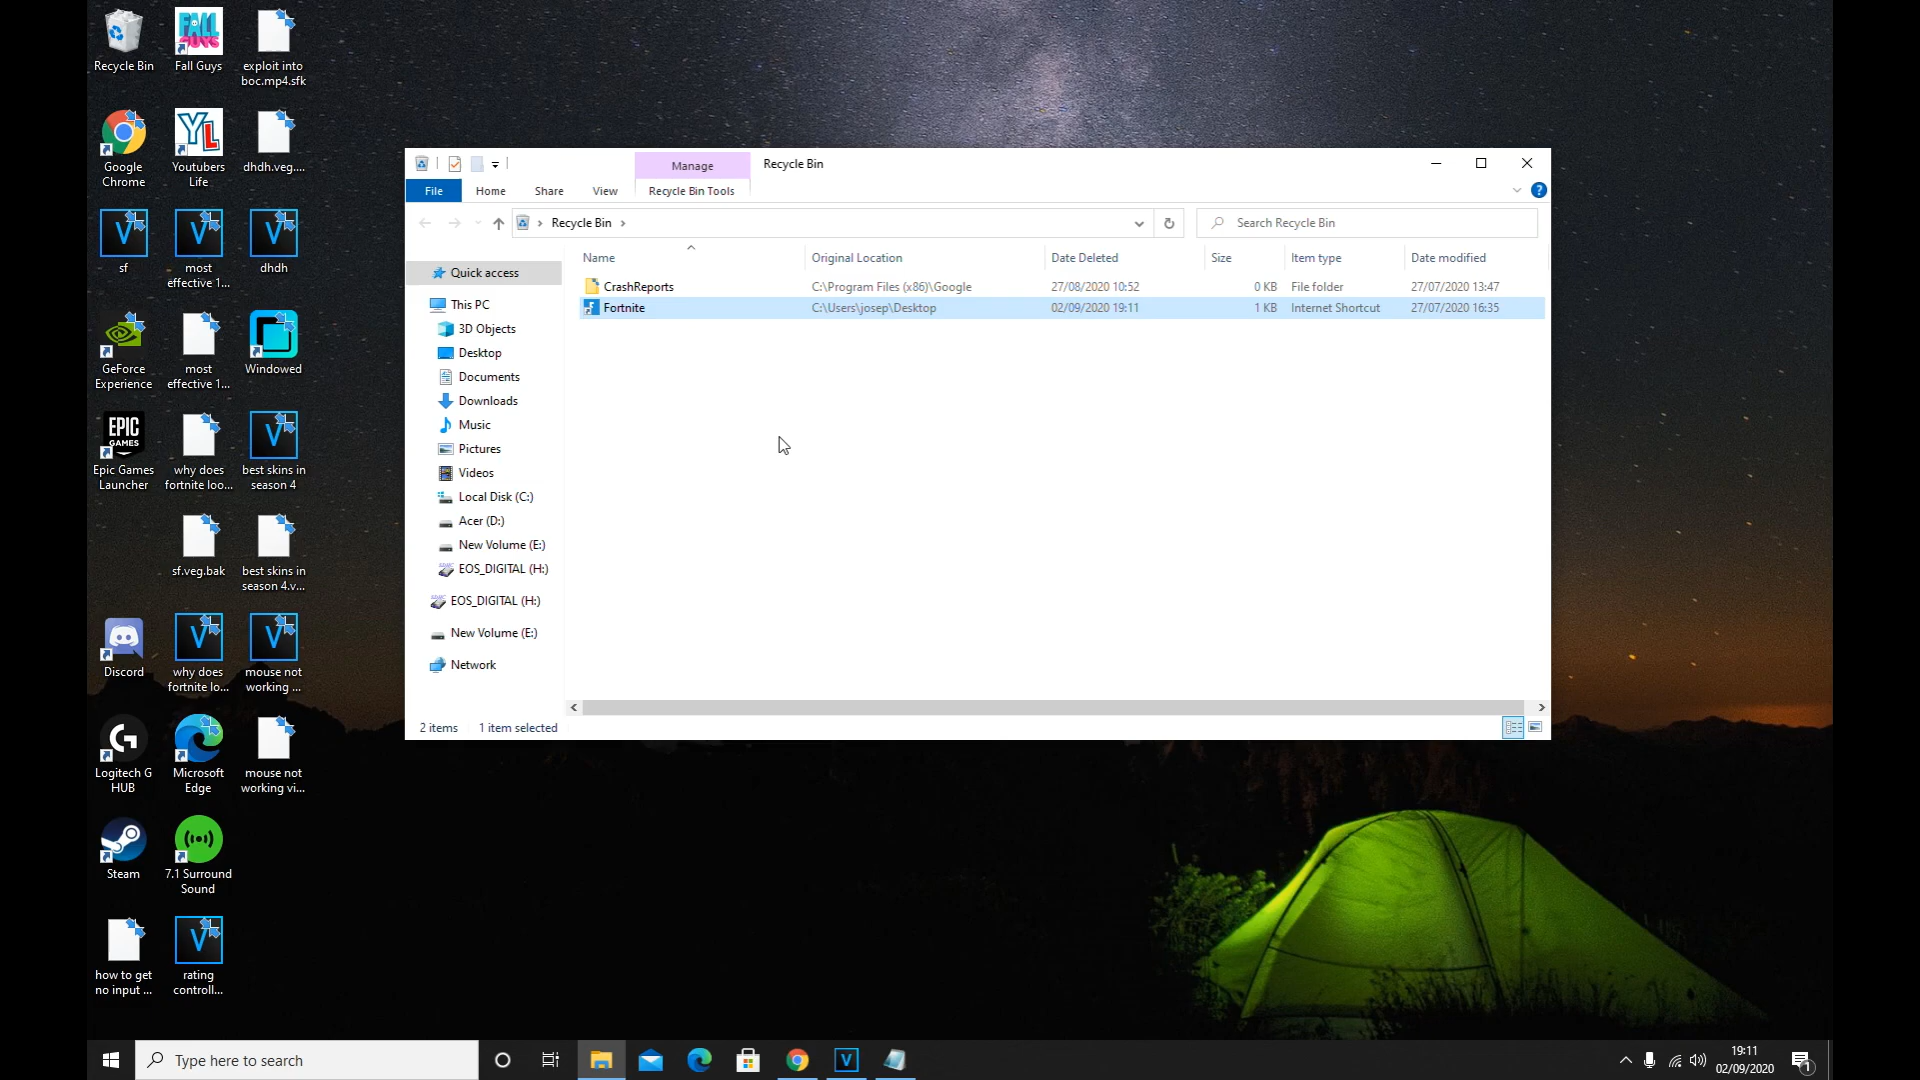 Recycle Bin
FALL
GUYS
Fall Guys
exploit into
boc.mp4.sfk
Google
Chrome
YL
Youtubers
Life
dhdh.veg....
V
sf
V
most
effective 1...
V
dhdh
GeForce
Experience
most
effective 1...
Windowed
EPIC
GAMES
Epic Games
Launcher
why does
fortnite loo...
V
best skins in
season 4
sf.veg.bak
best skins in
season 4.v...
Discord
V
why does
fortnite lo...
V
mouse not
working ...
G
Logitech G
HUB
Microsoft
Edge
mouse not
working vi...
Steam
7.1 Surround
Sound
how to get
no input ...
V
rating
controll...
Manage
Recycle Bin
File
Home
Share
View
Recycle Bin Tools
?
Recycle Bin
Search Recycle Bin
Name
Original Location
Date Deleted
Size
Item type
Date modified
CrashReports
C:\Program Files (x86)\Google
27/08/2020 10:52
0 KB
File folder
27/07/2020 13:47
Fortnite
C:\Users\josep\Desktop
02/09/2020 19:11
1 KB
Internet Shortcut
27/07/2020 16:35
Quick access
This PC
3D Objects
Desktop
Documents
Downloads
Music
Pictures
Videos
Local Disk (C:)
Acer (D:)
New Volume (E:)
EOS_DIGITAL (H:)
EOS_DIGITAL (H:)
New Volume (E:)
Network
2 items
1 item selected
Type here to search
V
19:11
02/09/2020
1